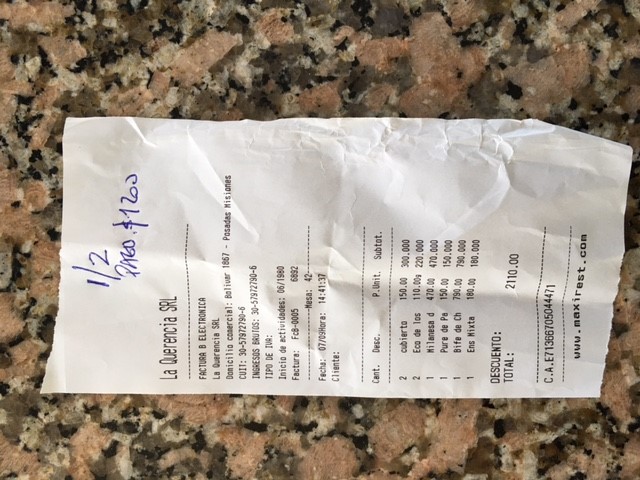 1/2
PAGO $1200
La Querencia SRL
FACTURA B ELECTRONICA
La Querencia SRL
Domicilio comercial: Bolivar 1867 - Posadas Misiones
CUIT: 30-57972790-6
INGRESOS BRUTOS: 30-57972790-6
TIPO DE IVA:
Inicio de actividades: 06/1980
Factura: FcB-0005 6892
Mesa: 42
Fecha: 07/09Hora: 14:41:37
Cliente:
Cant. Desc. P.Unit. Subtot.
2 cubierto 150.00 300.000
2 Eco de los 110.00 220.000
1 Milanesa d 470.00 470.000
1 Pure de Pa 150.00 150.000
1 Bife de Ch 790.00 790.000
1 Ens Mixta 180.00 180.000
DESCUENTO:
TOTAL: 2110.00
C.A.E71366705044471
www.maxirest.com